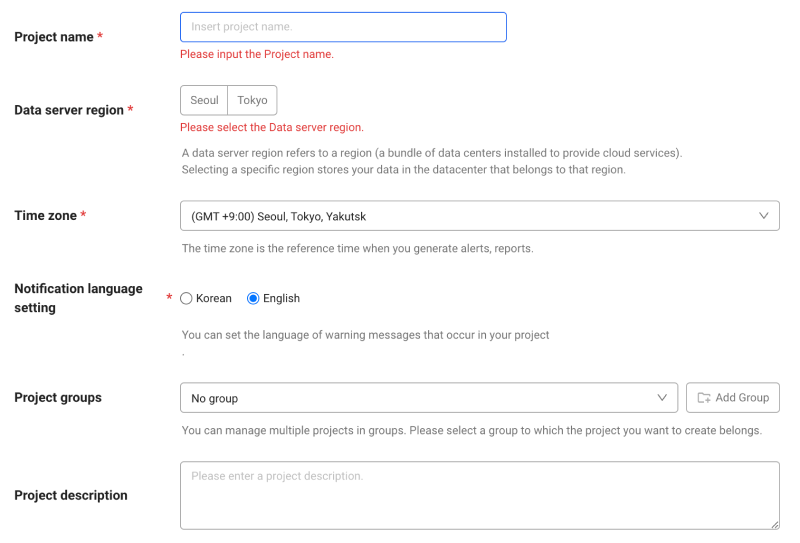 Project name *
Insert project name.
Please input the Project name.
Data server region *
Seoul Tokyo
Please select the Data server region.
A data server region refers to a region (a bundle of data centers installed to provide cloud services).
Selecting a specific region stores your data in the datacenter that belongs to that region.
Time zone *
(GMT +9:00) Seoul, Tokyo, Yakutsk
The time zone is the reference time when you generate alerts, reports.
Notification language
setting
* Korean English
You can set the language of warning messages that occur in your project
.
Project groups
No group
Add Group
You can manage multiple projects in groups. Please select a group to which the project you want to create belongs.
Project description
Please enter a project description.